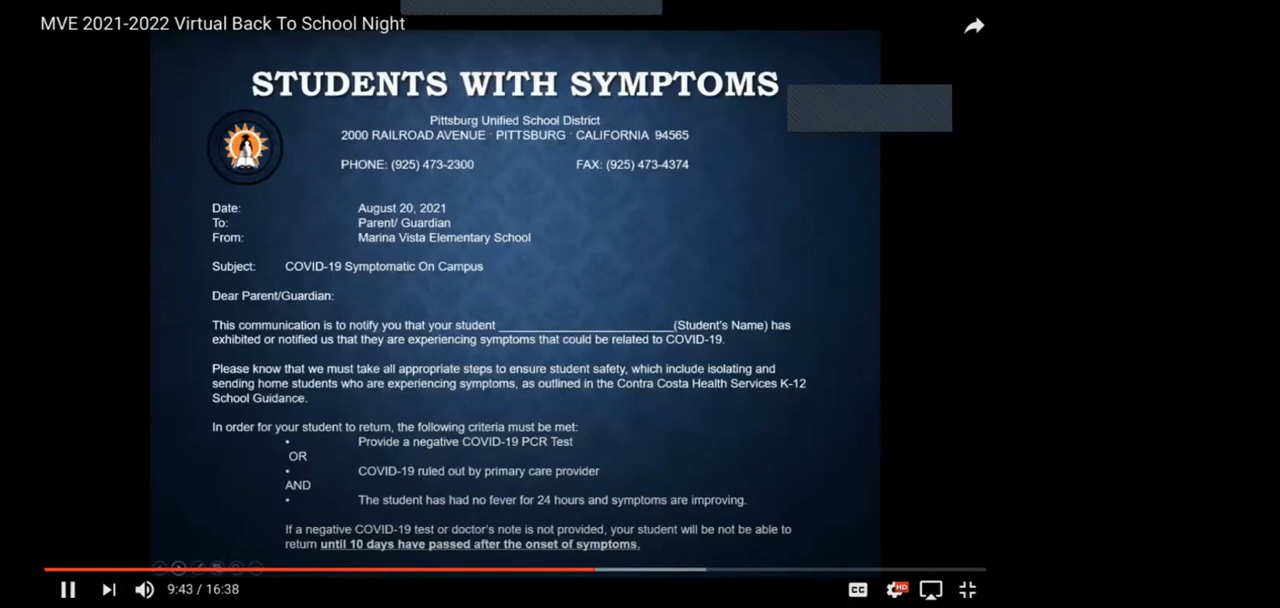 MVE 2021-2022 Virtual Back To School Night
STUDENTS WITH SYMPTOMS
Pittsburg Unified School District
2000 RAILROAD AVENUE · PITTSBURG · CALIFORNIA 94565
PHONE: (925) 473-2300 FAX: (925) 473-4374
Date: August 20, 2021
To: Parent/ Guardian
From: Marina Vista Elementary School
Subject: COVID-19 Symptomatic On Campus
Dear Parent/Guardian:
This communication is to notify you that your student __________________________(Student's Name) has
exhibited or notified us that they are experiencing symptoms that could be related to COVID-19.
Please know that we must take all appropriate steps to ensure student safety, which include isolating and
sending home students who are experiencing symptoms, as outlined in the Contra Costa Health Services K-12
School Guidance.
In order for your student to return, the following criteria must be met:
• Provide a negative COVID-19 PCR Test
OR
• COVID-19 ruled out by primary care provider
AND
• The student has had no fever for 24 hours and symptoms are improving.
If a negative COVID-19 test or doctor's note is not provided, your student will be not be able to
return until 10 days have passed after the onset of symptoms.
9:43 / 16:38
CC
HD